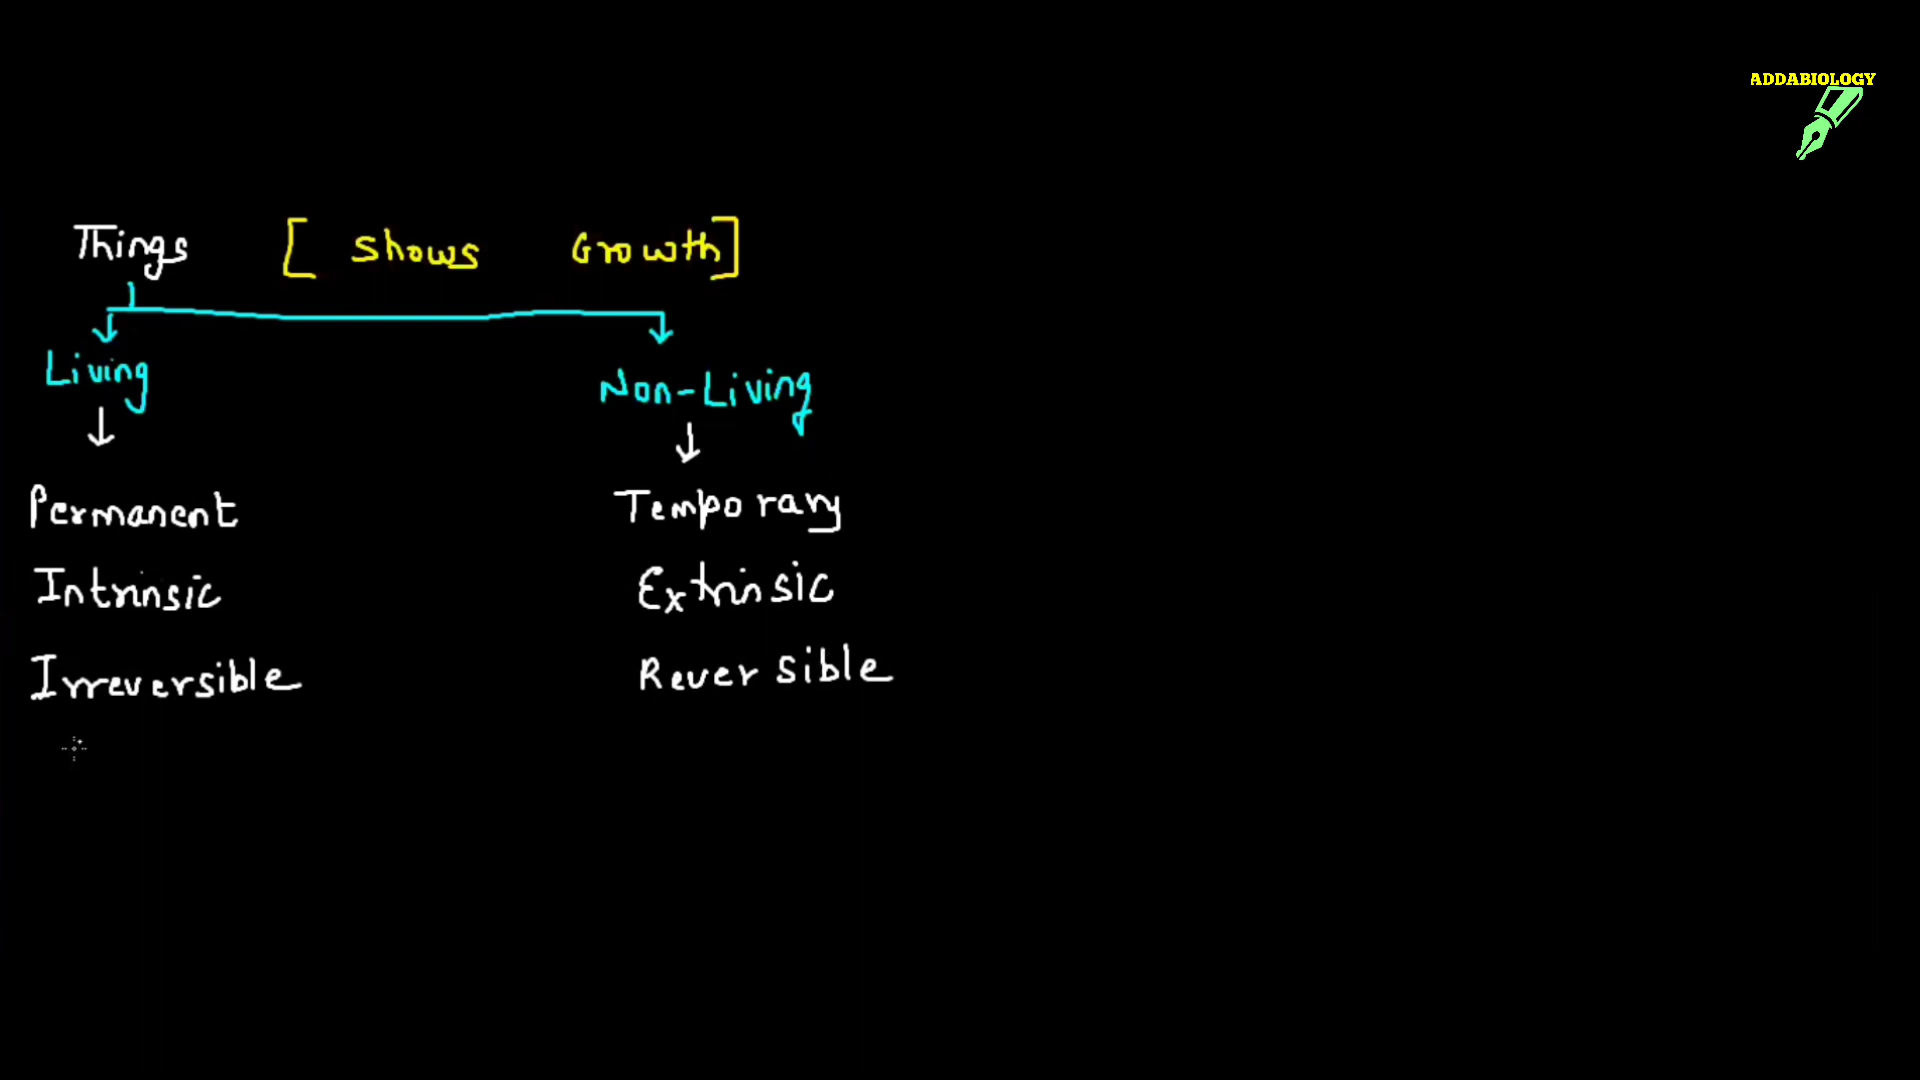 ADDABIOLOGY
Things [ Shows Growth]
Living
Non-Living
Permanent
Temporary
Intrinsic
Extrinsic
Irreversible
Reversible